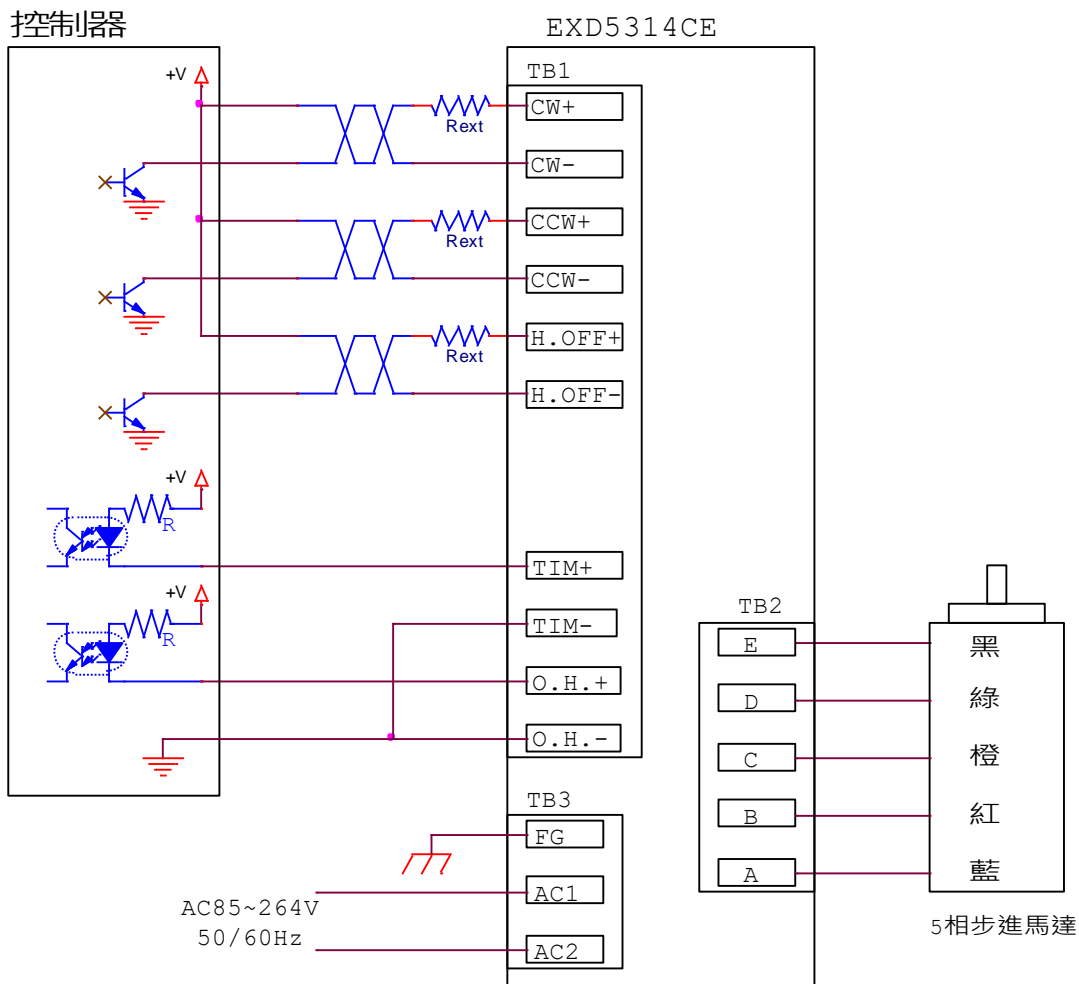 控制器
EXD5314CE
TB1
+V
Rext
CW+
CW-
Rext
CCW+
CCW-
Rext
H.OFF+
H.OFF-
+V
R
TIM+
+V
R
TIM-
O.H.+
O.H.-
TB2
E
黑
D
綠
C
橙
B
紅
A
藍
5相步進馬達
TB3
FG
AC1
AC2
AC85~264V
50/60Hz